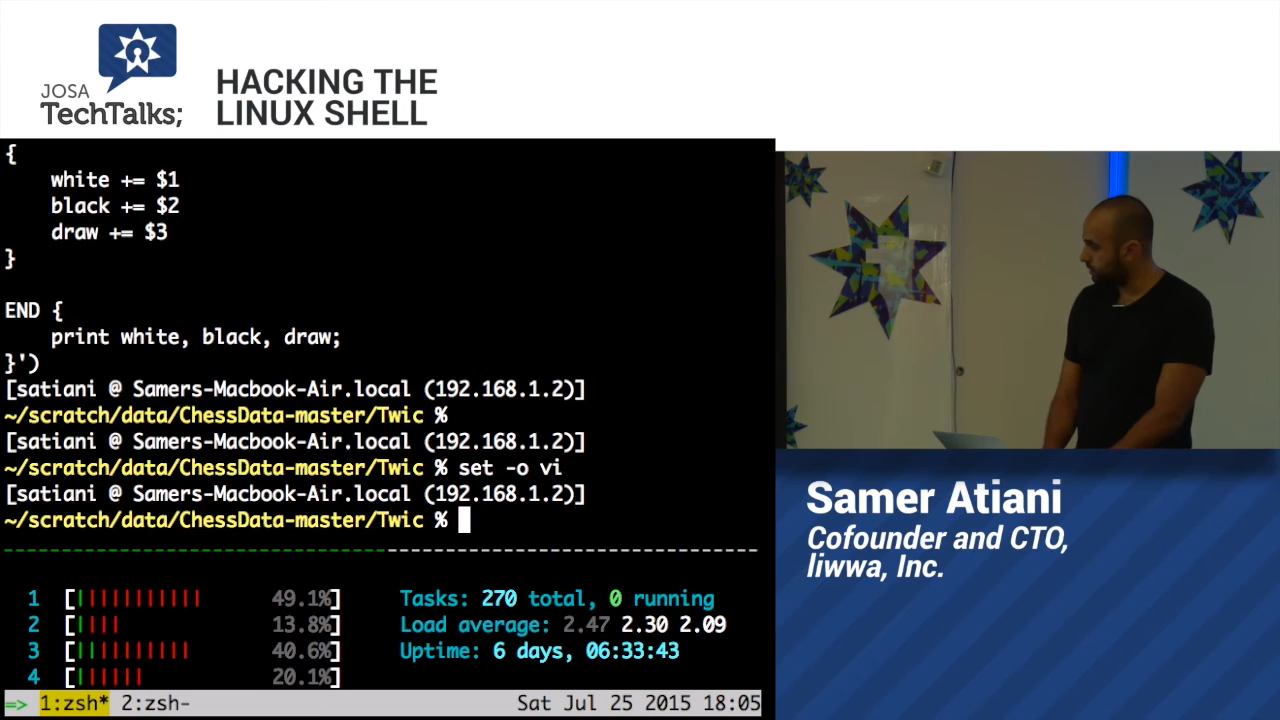 JOSA
TechTalks;
HACKING THE
LINUX SHELL
{
white += $1
black += $2
draw += $3
}
END {
print white, black, draw;
}')
[satiani @ Samers-Macbook-Air.local (192.168.1.2)]
~/scratch/data/ChessData-master/Twic %
[satiani @ Samers-Macbook-Air.local (192.168.1.2)]
~/scratch/data/ChessData-master/Twic % set -o vi
[satiani @ Samers-Macbook-Air.local (192.168.1.2)]
~/scratch/data/ChessData-master/Twic %
1 [||||||||||| 49.1%] Tasks: 270 total, 0 running
2 [|||| 13.8%] Load average: 2.47 2.30 2.09
3 [|||||||||| 40.6%] Uptime: 6 days, 06:33:43
4 [|||||| 20.1%]
=> 1:zsh* 2:zsh- Sat Jul 25 2015 18:05
Samer Atiani
Cofounder and CTO,
liwwa, Inc.